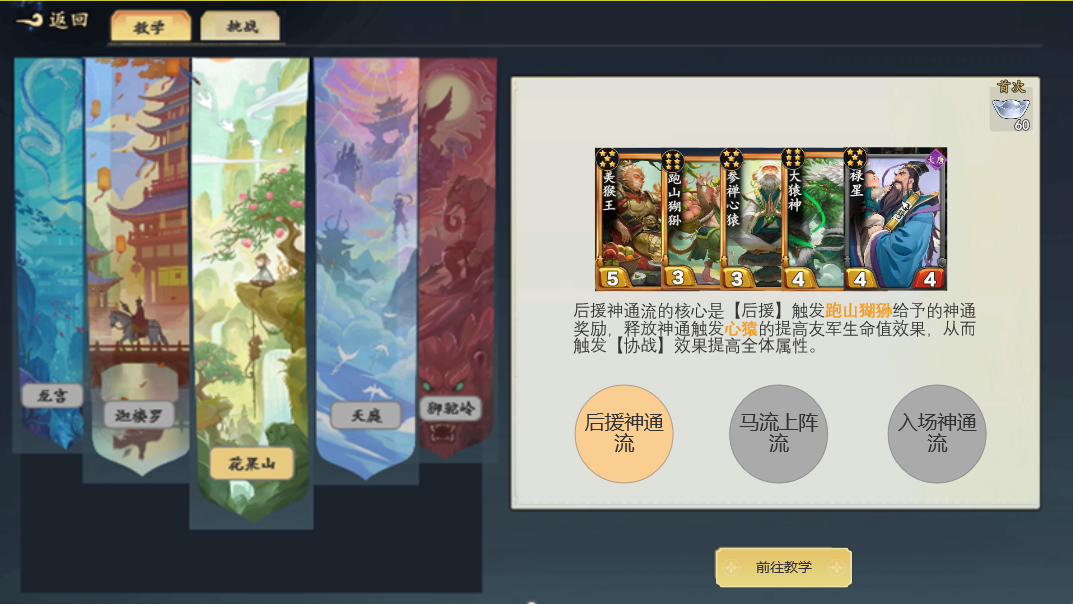 返回
教学
挑战
首次
60
美猴王
跑山猢狲
参禅心猿
大猿神
禄星
大唐
5
3
3
4
4
4
后援神通流的核心是【后援】触发跑山猢狲给予的神通
奖励，释放神通触发心猿的提高友军生命值效果，从而
触发【协战】效果提高全体属性。
龙宫
迦楼罗
花果山
天庭
狮驼岭
后援神通
流
马流上阵
流
入场神通
流
前往教学